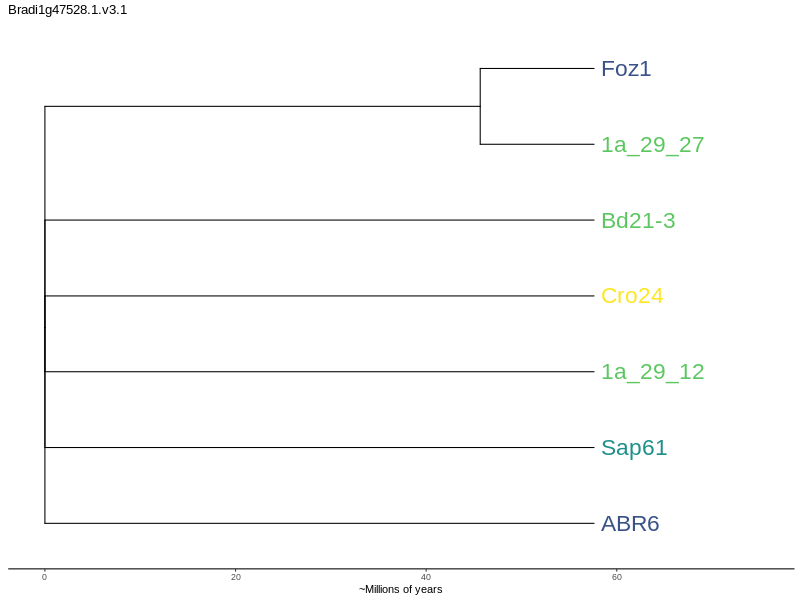 Bradi1g47528.1.v3.1
Foz1
1a_29_27
Bd21-3
Cro24
1a_29_12
Sap61
ABR6
0 20 40 60
~Millions of years